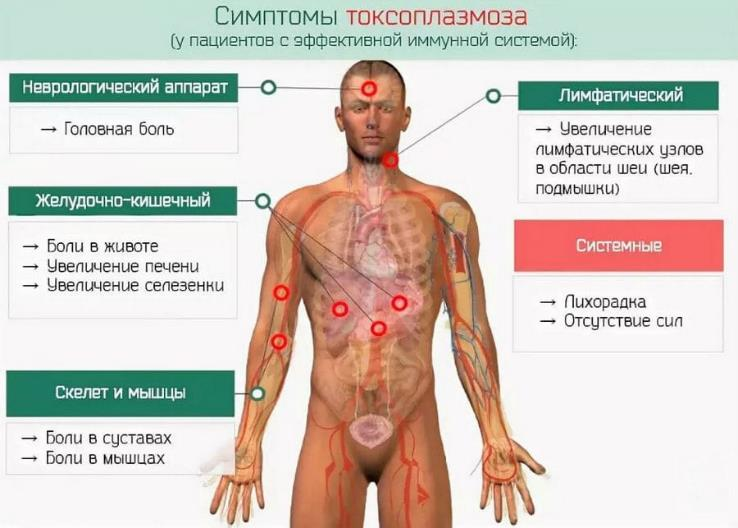 Симптомы токсоплазмоза
(у пациентов с эффективной иммунной системой):
Неврологический аппарат
→ Головная боль
Желудочно-кишечный
→ Боли в животе
→ Увеличение печени
→ Увеличение селезенки
Скелет и мышцы
→ Боли в суставах
→ Боли в мышцах
Лимфатический
→ Увеличение
лимфатических узлов
в области шеи (шея,
подмышки)
Системные
→ Лихорадка
→ Отсутствие сил